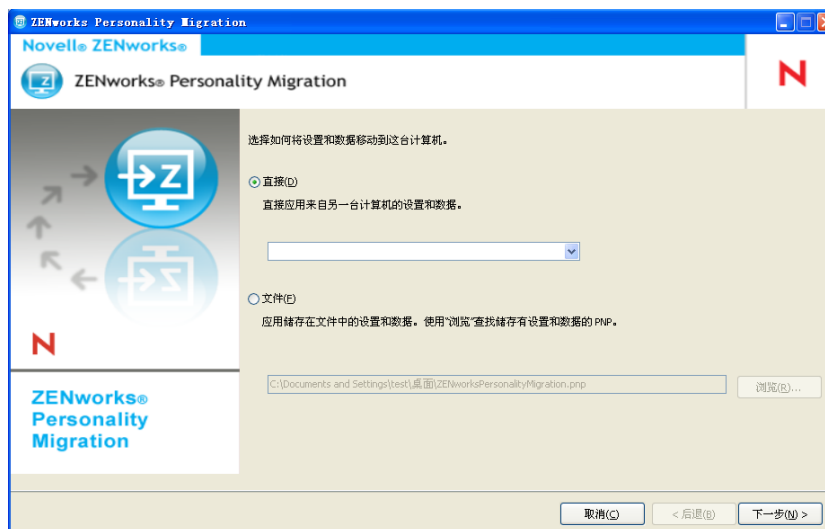 ZENworks Personality Migration
Novell® ZENworks®
ZENworks® Personality Migration
N
选择如何将设置和数据移动到这台计算机。
直接(D)
直接应用来自另一台计算机的设置和数据。
文件(F)
应用储存在文件中的设置和数据。使用"浏览"查找储存有设置和数据的 PNP。
C:\Documents and Settings\test\桌面\ZENworksPersonalityMigration.pnp
浏览(R)...
Z
N
ZENworks®
Personality
Migration
取消(C)
< 后退(B)
下一步(N) >